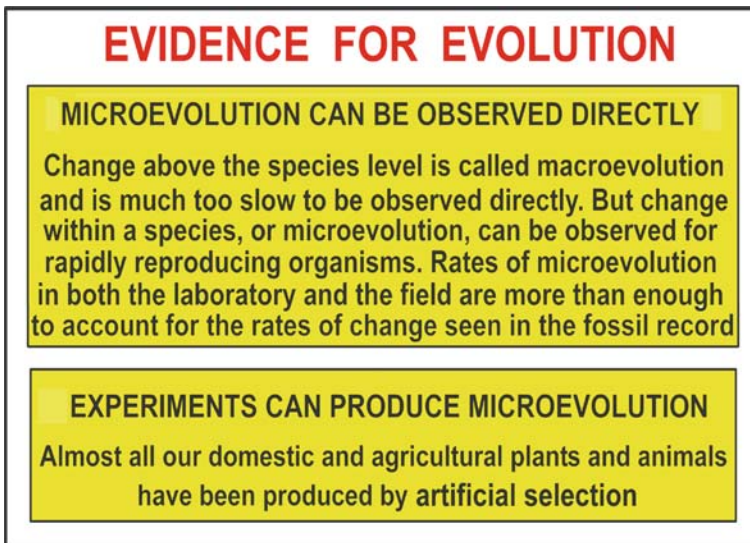 EVIDENCE FOR EVOLUTION
MICROEVOLUTION CAN BE OBSERVED DIRECTLY
Change above the species level is called macroevolution
and is much too slow to be observed directly. But change
within a species, or microevolution, can be observed for
rapidly reproducing organisms. Rates of microevolution
in both the laboratory and the field are more than enough
to account for the rates of change seen in the fossil record
EXPERIMENTS CAN PRODUCE MICROEVOLUTION
Almost all our domestic and agricultural plants and animals
have been produced by artificial selection